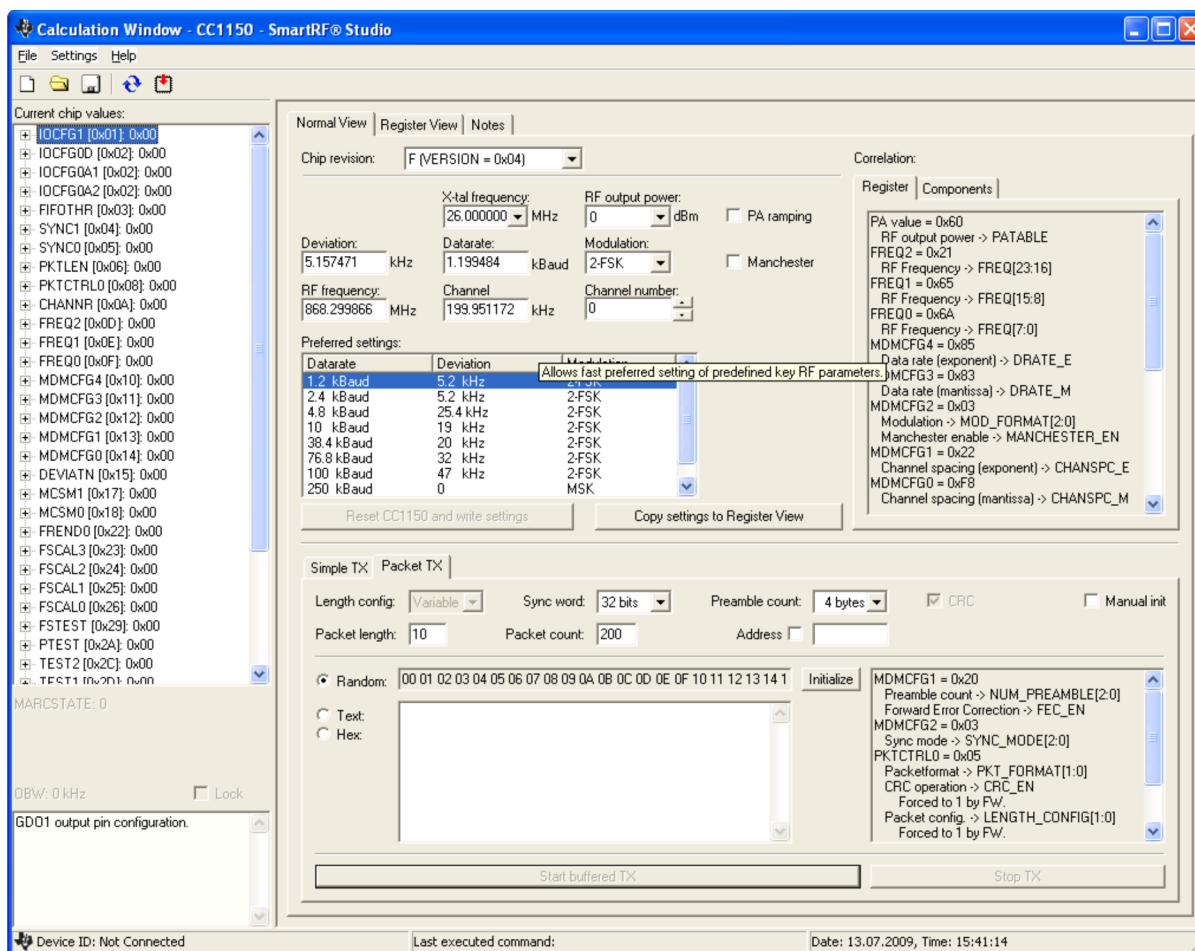 Calculation Window - CC1150 - SmartRF® Studio
File Settings Help
Current chip values:
IOCFG1 [0x01]: 0x00
IOCFG0D [0x02]: 0x00
IOCFG0A1 [0x02]: 0x00
IOCFG0A2 [0x02]: 0x00
FIFOTHR [0x03]: 0x00
SYNC1 [0x04]: 0x00
SYNC0 [0x05]: 0x00
PKTLEN [0x06]: 0x00
PKTCTRL0 [0x08]: 0x00
CHANNR [0x0A]: 0x00
FREQ2 [0x0D]: 0x00
FREQ1 [0x0E]: 0x00
FREQ0 [0x0F]: 0x00
MDMCFG4 [0x10]: 0x00
MDMCFG3 [0x11]: 0x00
MDMCFG2 [0x12]: 0x00
MDMCFG1 [0x13]: 0x00
MDMCFG0 [0x14]: 0x00
DEVIATN [0x15]: 0x00
MCSM1 [0x17]: 0x00
MCSM0 [0x18]: 0x00
FREND0 [0x22]: 0x00
FSCAL3 [0x23]: 0x00
FSCAL2 [0x24]: 0x00
FSCAL1 [0x25]: 0x00
FSCAL0 [0x26]: 0x00
FSTEST [0x29]: 0x00
PTEST [0x2A]: 0x00
TEST2 [0x2C]: 0x00
TEST1 [0x2D]: 0x00
MARCSTATE: 0
OBW: 0 kHz Lock
GDO1 output pin configuration.
Normal View Register View Notes
Chip revision: F (VERSION = 0x04)
X-tal frequency: RF output power:
26.000000 MHz 0 dBm PA ramping
Deviation: Datarate: Modulation:
5.157471 kHz 1.199484 kBaud 2-FSK Manchester
RF frequency: Channel Channel number:
868.299866 MHz 199.951172 kHz 0
Preferred settings:
Datarate Deviation Modulation
Allows fast preferred setting of predefined key RF parameters.
1.2 kBaud 5.2 kHz 2-FSK
2.4 kBaud 5.2 kHz 2-FSK
4.8 kBaud 25.4 kHz 2-FSK
10 kBaud 19 kHz 2-FSK
38.4 kBaud 20 kHz 2-FSK
76.8 kBaud 32 kHz 2-FSK
100 kBaud 47 kHz 2-FSK
250 kBaud 0 MSK
Reset CC1150 and write settings Copy settings to Register View
Correlation:
Register Components
PA value = 0x60
RF output power -> PATABLE
FREQ2 = 0x21
RF Frequency -> FREQ[23:16]
FREQ1 = 0x65
RF Frequency -> FREQ[15:8]
FREQ0 = 0x6A
RF Frequency -> FREQ[7:0]
MDMCFG4 = 0x85
Data rate (exponent) -> DRATE_E
MDMCFG3 = 0x83
Data rate (mantissa) -> DRATE_M
MDMCFG2 = 0x03
Modulation -> MOD_FORMAT[2:0]
Manchester enable -> MANCHESTER_EN
MDMCFG1 = 0x22
Channel spacing (exponent) -> CHANSPC_E
MDMCFG0 = 0xF8
Channel spacing (mantissa) -> CHANSPC_M
Simple TX Packet TX
Length config: Variable Sync word: 32 bits Preamble count: 4 bytes CRC Manual init
Packet length: 10 Packet count: 200 Address
Random: 00 01 02 03 04 05 06 07 08 09 0A 0B 0C 0D 0E 0F 10 11 12 13 14 1 Initialize
Text:
Hex:
MDMCFG1 = 0x20
Preamble count -> NUM_PREAMBLE[2:0]
Forward Error Correction -> FEC_EN
MDMCFG2 = 0x03
Sync mode -> SYNC_MODE[2:0]
PKTCTRL0 = 0x05
Packetformat -> PKT_FORMAT[1:0]
CRC operation -> CRC_EN
Forced to 1 by FW.
Packet config. -> LENGTH_CONFIG[1:0]
Forced to 1 by FW.
Start buffered TX Stop TX
Device ID: Not Connected Last executed command: Date: 13.07.2009, Time: 15:41:14